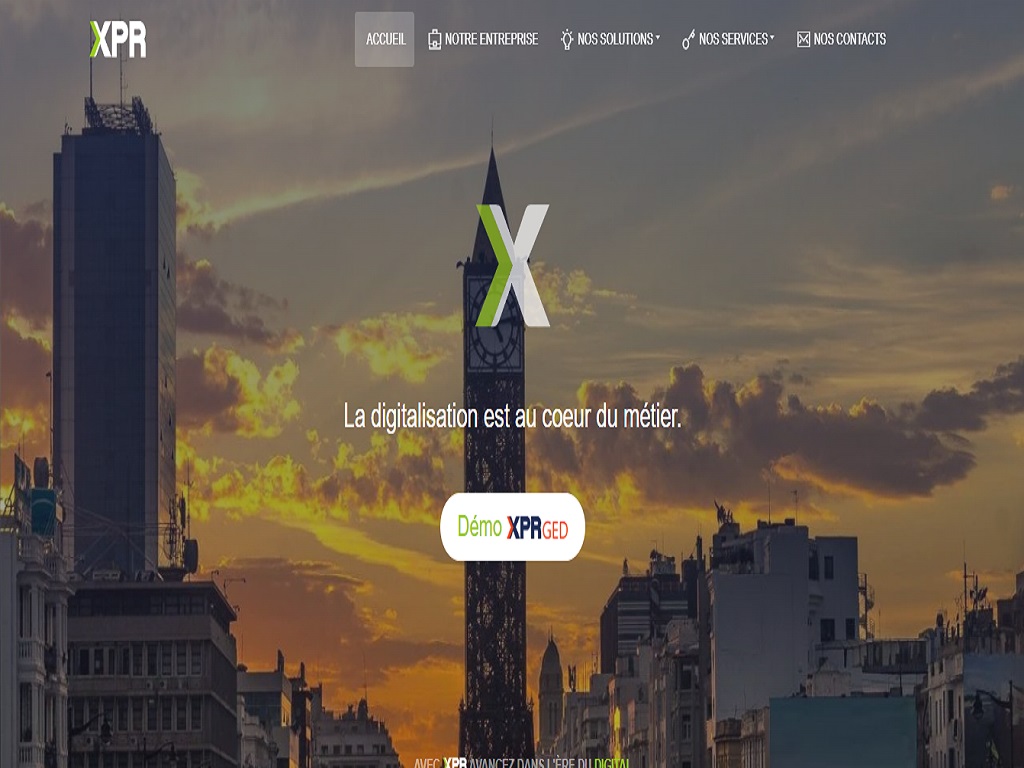 XPR
ACCUEIL NOTRE ENTREPRISE NOS SOLUTIONS NOS SERVICES NOS CONTACTS
X
La digitalisation est au coeur du métier.
Démo XPRGED
AVEC XPR AVANCEZ DANS L'ÈRE DU DIGITAL